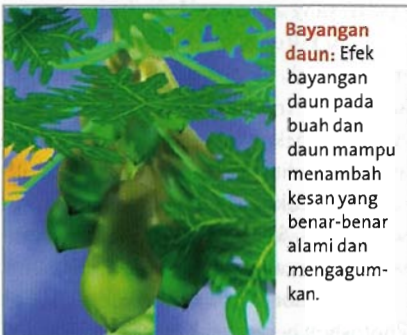 Bayangan
daun: Efek
bayangan
daun pada
buah dan
daun mampu
menambah
kesan yang
benar-benar
alami dan
mengagum-
kan.